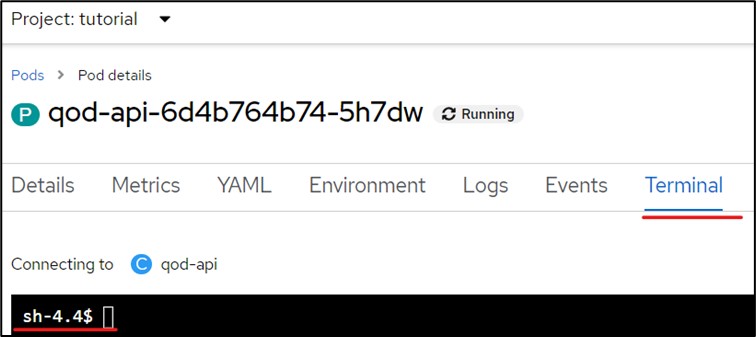 Project: tutorial
Pods > Pod details
P qod-api-6d4b764b74-5h7dw Running
Details Metrics YAML Environment Logs Events Terminal
Connecting to C qod-api
sh-4.4$